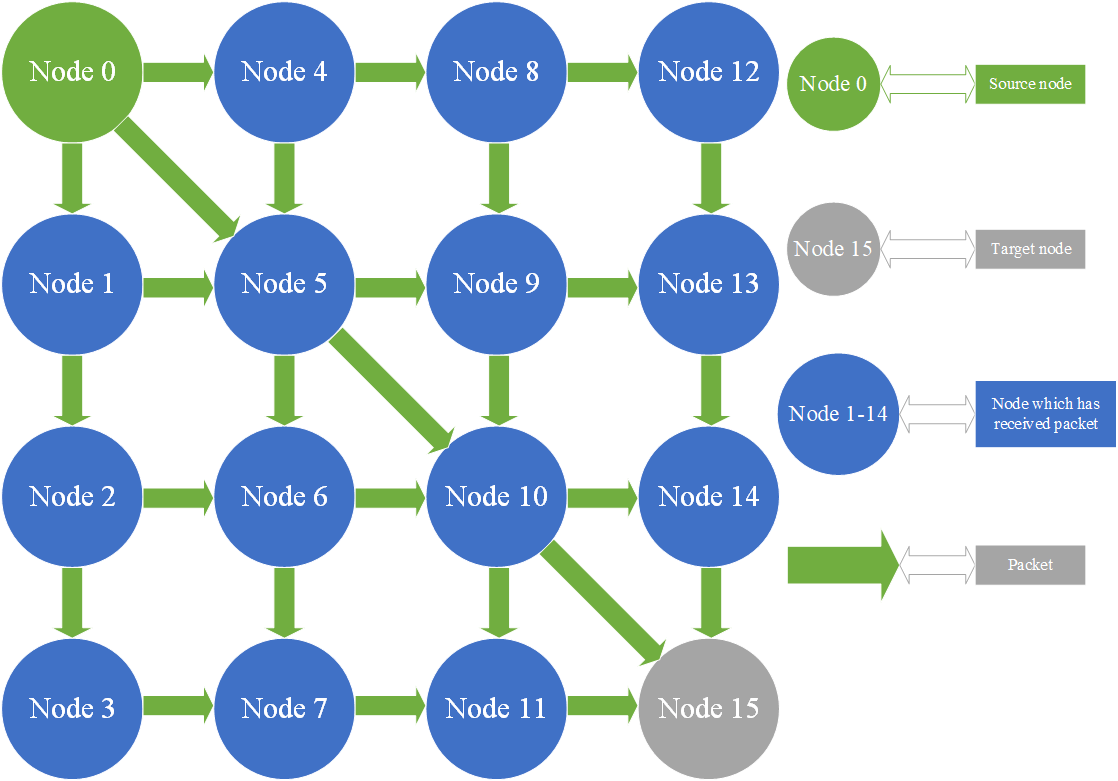 Node 0
Node 4
Node 8
Node 12
Node 0
Source node
Node 1
Node 5
Node 9
Node 13
Node 15
Target node
Node 2
Node 6
Node 10
Node 14
Node 1-14
Node which has
received packet
Packet
Node 3
Node 7
Node 11
Node 15